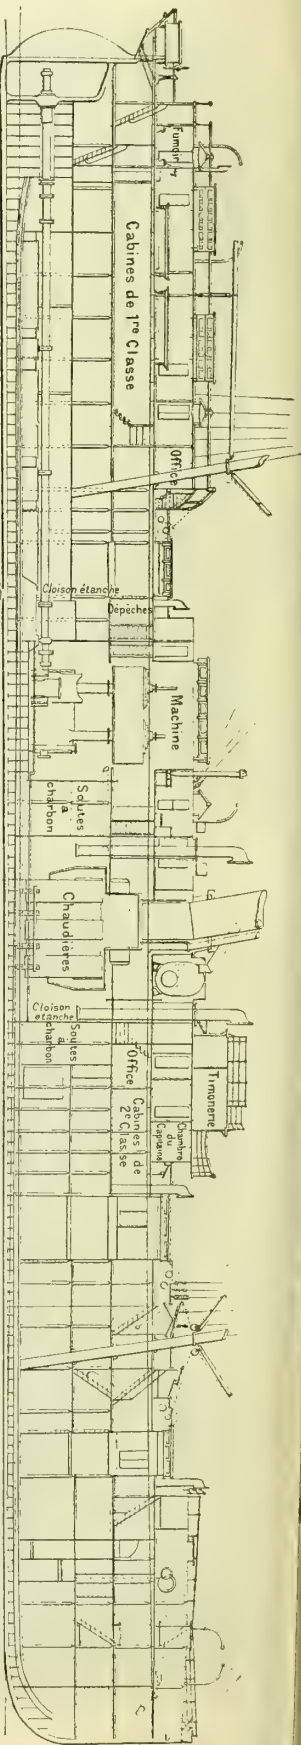 Fumoir
Cabines de 1re Classe
Office
Cloison étanche
Dépêches
Machine
Soutes
à
charbon
Chaudières
Cloison
étanche
Soutes
à
charbon
Office
Cabines de
2e Classe
Chambre
du
Capitaine
Timonerie